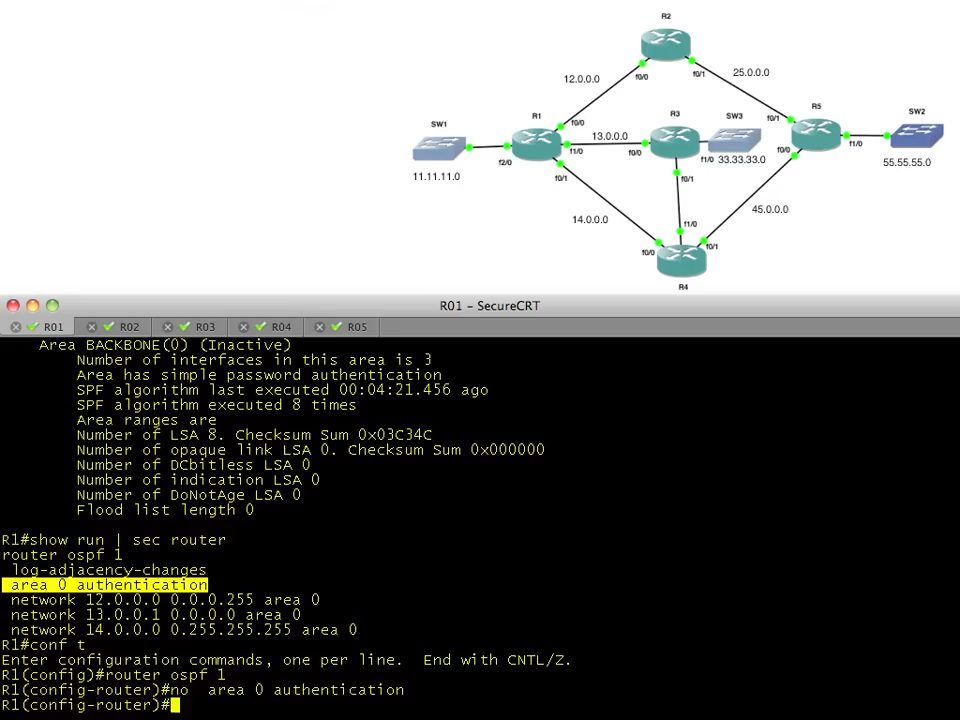 R2
f0/0
f0/1
25.0.0.0
12.0.0.0
SW1
R1
f0/0
R3
SW3
f0/1
R5
SW2
13.0.0.0
f2/0
f1/0
f0/0
f1/0
33.33.33.0
f0/0
f1/0
55.55.55.0
11.11.11.0
f0/1
f0/1
45.0.0.0
14.0.0.0
f1/0
f0/0
f0/1
R4
R01 – SecureCRT
R01 R02 R03 R04 R05
Area BACKBONE(0) (Inactive)
Number of interfaces in this area is 3
Area has simple password authentication
SPF algorithm last executed 00:04:21.456 ago
SPF algorithm executed 8 times
Area ranges are
Number of LSA 8. Checksum Sum 0x03C34C
Number of opaque link LSA 0. Checksum Sum 0x000000
Number of DCbitless LSA 0
Number of indication LSA 0
Number of DoNotAge LSA 0
Flood list length 0
R1#show run | sec router
router ospf 1
log-adjacency-changes
area 0 authentication
network 12.0.0.0 0.0.0.255 area 0
network 13.0.0.1 0.0.0.0 area 0
network 14.0.0.0 0.255.255.255 area 0
R1#conf t
Enter configuration commands, one per line.  End with CNTL/Z.
R1(config)#router ospf 1
R1(config-router)#no  area 0 authentication
R1(config-router)#